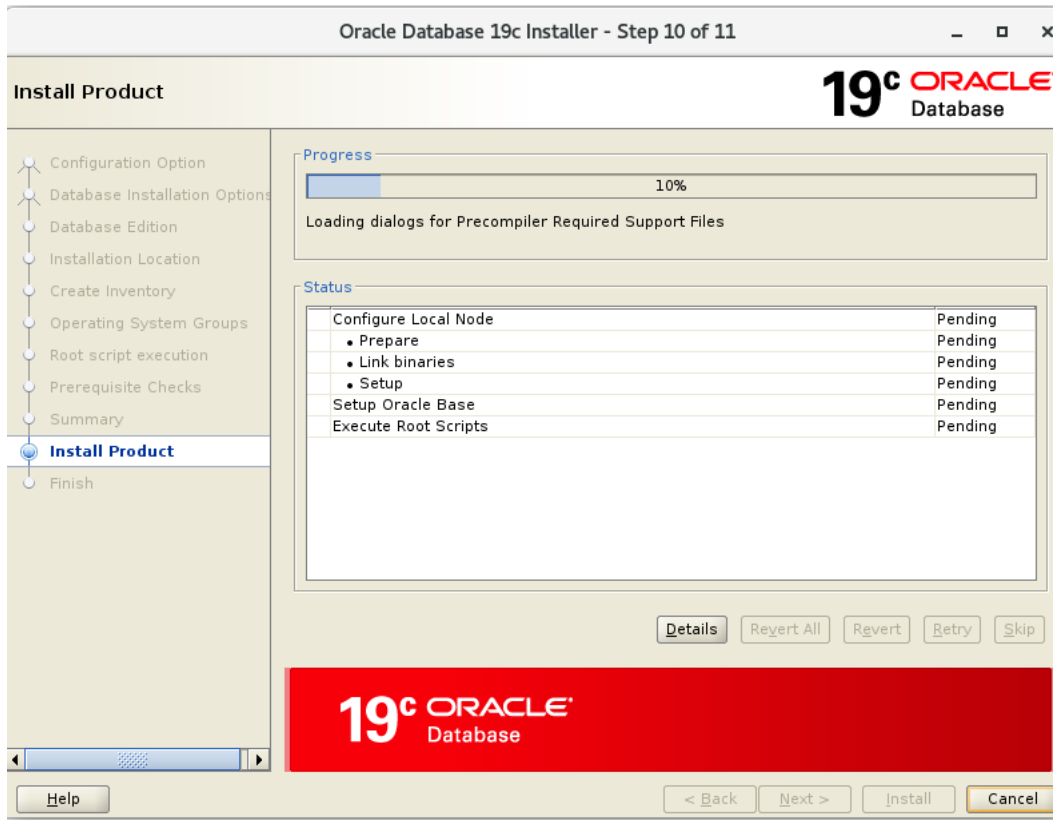 Oracle Database 19c Installer - Step 10 of 11
Install Product
19c ORACLE
Database
Configuration Option
Database Installation Options
Database Edition
Installation Location
Create Inventory
Operating System Groups
Root script execution
Prerequisite Checks
Summary
Install Product
Finish
Progress
10%
Loading dialogs for Precompiler Required Support Files
Status
Configure Local Node Pending
• Prepare Pending
• Link binaries Pending
• Setup Pending
Setup Oracle Base Pending
Execute Root Scripts Pending
Details Revert All Revert Retry Skip
19c ORACLE
Database
Help < Back Next > Install Cancel